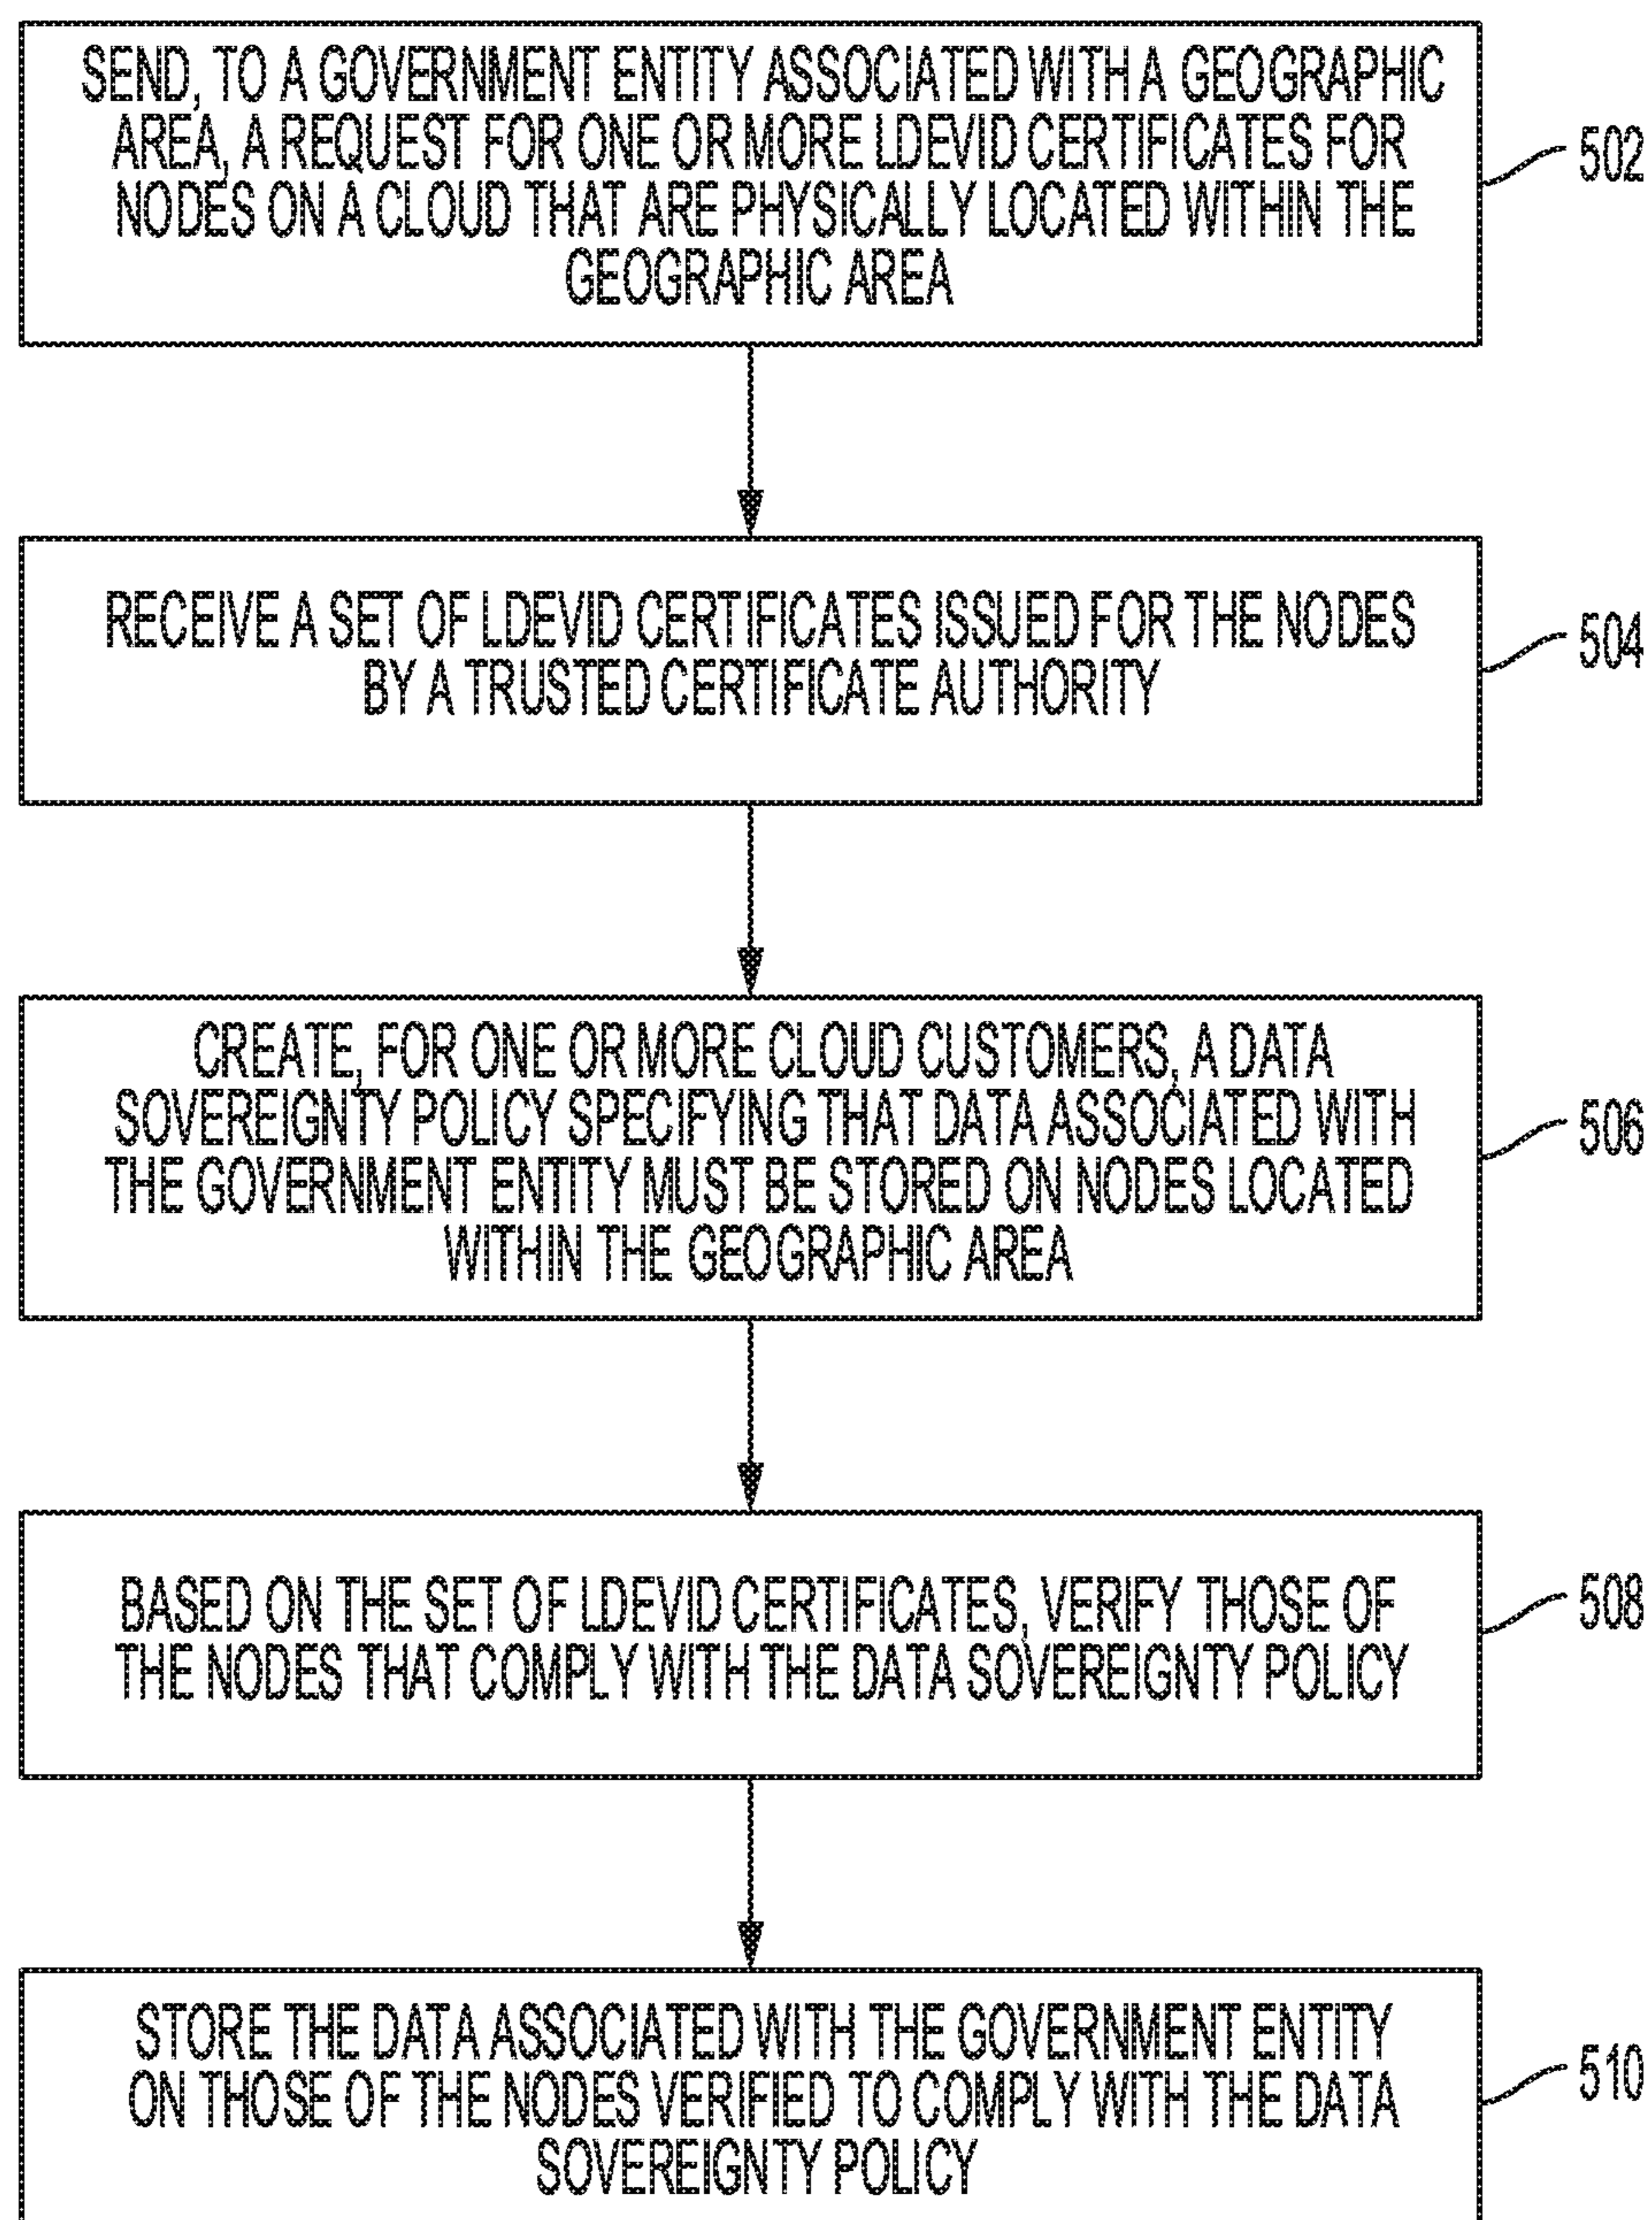 SEND, TO A GOVERNMENT ENTITY ASSOCIATED WITH A GEOGRAPHIC
AREA, A REQUEST FOR ONE OR MORE LDEVID CERTIFICATES FOR
NODES ON A CLOUD THAT ARE PHYSICALLY LOCATED WITHIN THE
GEOGRAPHIC AREA
502
RECEIVE A SET OF LDEVID CERTIFICATES ISSUED FOR THE NODES
BY A TRUSTED CERTIFICATE AUTHORITY
504
CREATE, FOR ONE OR MORE CLOUD CUSTOMERS, A DATA
SOVEREIGNTY POLICY SPECIFYING THAT DATA ASSOCIATED WITH
THE GOVERNMENT ENTITY MUST BE STORED ON NODES LOCATED
WITHIN THE GEOGRAPHIC AREA
506
BASED ON THE SET OF LDEVID CERTIFICATES, VERIFY THOSE OF
THE NODES THAT COMPLY WITH THE DATA SOVEREIGNTY POLICY
508
STORE THE DATA ASSOCIATED WITH THE GOVERNMENT ENTITY
ON THOSE OF THE NODES VERIFIED TO COMPLY WITH THE DATA
SOVEREIGNTY POLICY
510